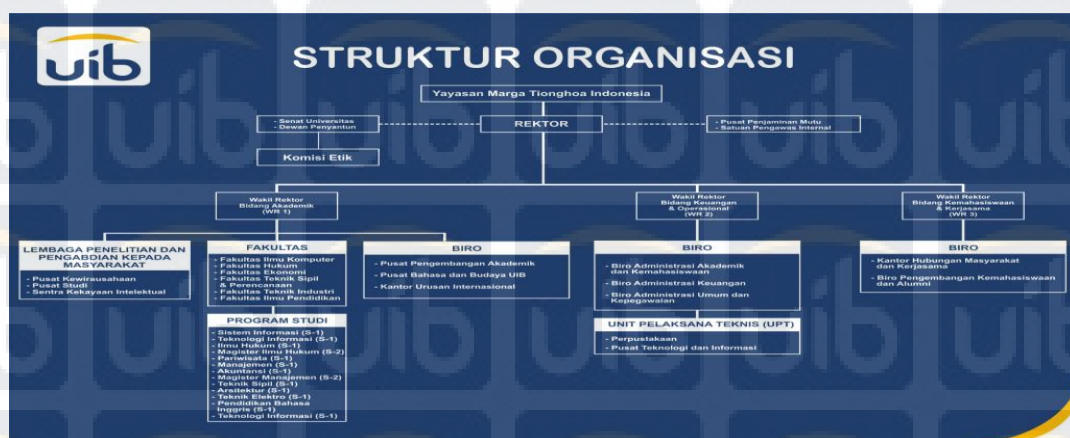 uib
STRUKTUR ORGANISASI
Yayasan Marga Tionghoa Indonesia
- Senat Universitas
- Dewan Penyantun
REKTOR
- Pusat Penjaminan Mutu
- Satuan Pengawas Internal
Komisi Etik
Wakil Rektor
Bidang Akademik
(WR 1)
Wakil Rektor
Bidang Keuangan
& Operasional
(WR 2)
Wakil Rektor
Bidang Kemahasiswaan
& Kerjasama
(WR 3)
LEMBAGA PENELITIAN DAN
PENGABDIAN KEPADA
MASYARAKAT
- Pusat Kewirausahaan
- Pusat Studi
- Sentra Kekayaan Intelektual
FAKULTAS
- Fakultas Ilmu Komputer
- Fakultas Hukum
- Fakultas Ekonomi
- Fakultas Teknik Sipil
& Perencanaan
- Fakultas Teknik Industri
- Fakultas Ilmu Pendidikan
BIRO
- Pusat Pengembangan Akademik
- Pusat Bahasa dan Budaya UIB
- Kantor Urusan Internasional
BIRO
- Biro Administrasi Akademik
dan Kemahasiswaan
- Biro Administrasi Keuangan
- Biro Administrasi Umum dan
Kepegawaian
BIRO
- Kantor Hubungan Masyarakat
dan Kerjasama
- Biro Pengembangan Kemahasiswaan
dan Alumni
PROGRAM STUDI
- Sistem Informasi (S-1)
- Teknologi Informasi (S-1)
- Ilmu Hukum (S-1)
- Magister Ilmu Hukum (S-2)
- Pariwisata (S-1)
- Manajemen (S-1)
- Akuntansi (S-1)
- Magister Manajemen (S-2)
- Teknik Sipil (S-1)
- Arsitektur (S-1)
- Teknik Elektro (S-1)
- Pendidikan Bahasa
Inggris (S-1)
- Teknologi Informasi (S-1)
UNIT PELAKSANA TEKNIS (UPT)
- Perpustakaan
- Pusat Teknologi dan Informasi